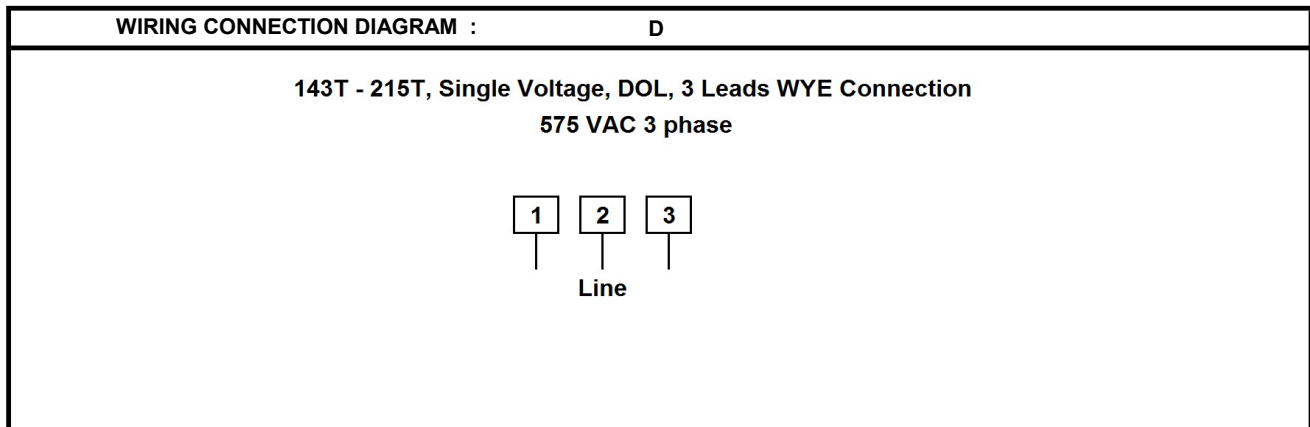 WIRING CONNECTION DIAGRAM : D
143T - 215T, Single Voltage, DOL, 3 Leads WYE Connection
575 VAC 3 phase
1 2 3
Line